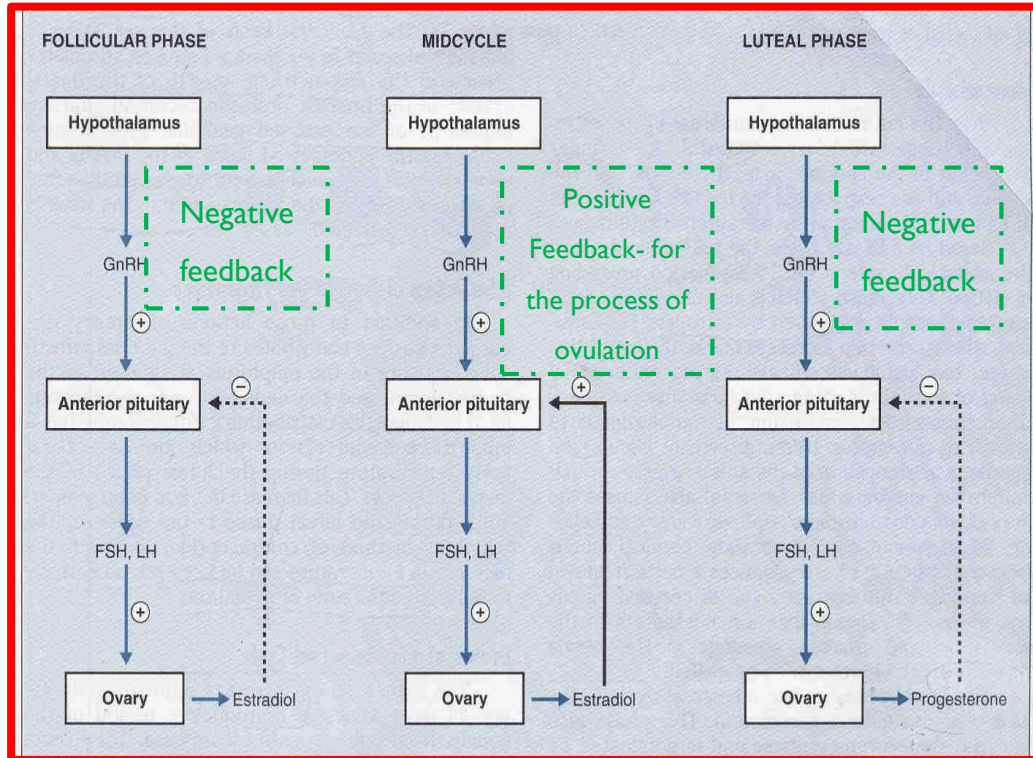 FOLLICULAR PHASE
Hypothalamus
Negative
feedback
GnRH
+
−
Anterior pituitary
FSH, LH
+
Ovary
Estradiol
MIDCYCLE
Hypothalamus
Positive
Feedback- for
the process of
ovulation
GnRH
+
+
Anterior pituitary
FSH, LH
+
Ovary
Estradiol
LUTEAL PHASE
Hypothalamus
Negative
feedback
GnRH
+
−
Anterior pituitary
FSH, LH
+
Ovary
Progesterone